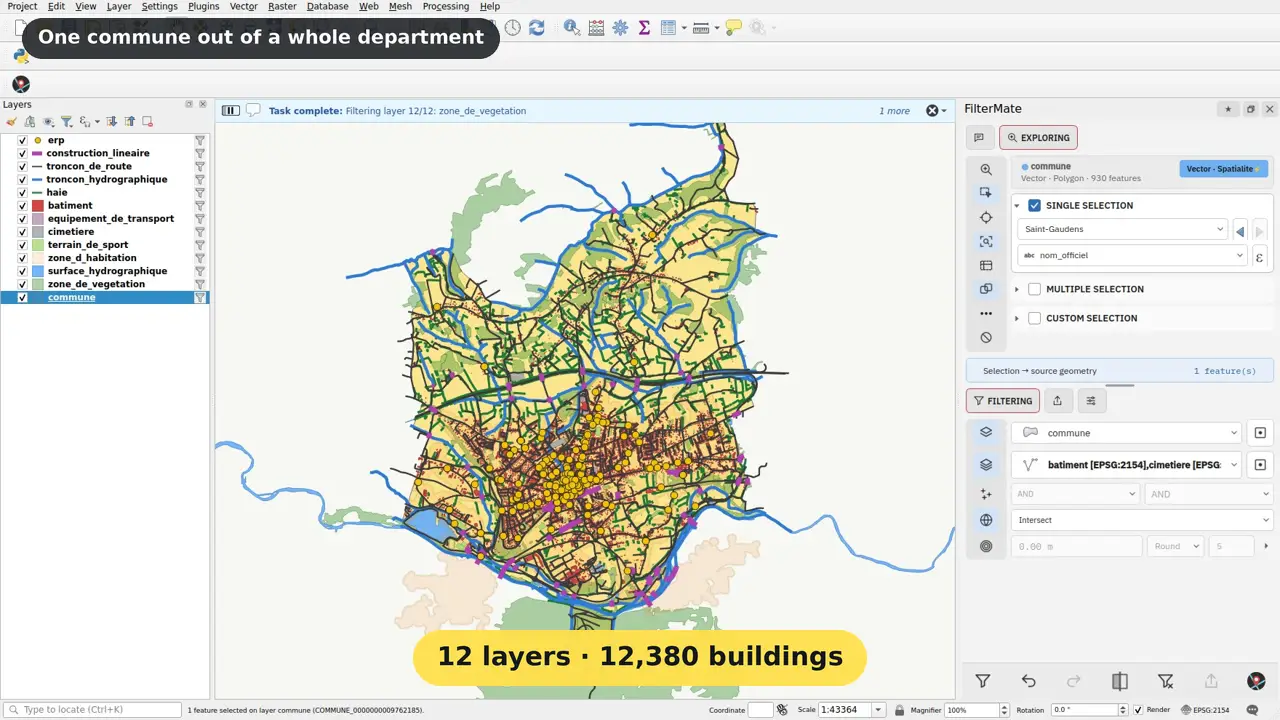 Project Edit View Layer Settings Plugins Vector Raster Database Web Mesh Processing Help
One commune out of a whole department
Layers
erp
construction_lineaire
troncon_de_route
troncon_hydrographique
haie
batiment
equipement_de_transport
cimetiere
terrain_de_sport
zone_d_habitation
surface_hydrographique
zone_de_vegetation
commune
Task complete: Filtering layer 12/12: zone_de_vegetation
1 more
12 layers · 12,380 buildings
FilterMate
EXPLORING
commune
Vector · Polygon · 930 features
Vector · Spatialite
SINGLE SELECTION
Saint-Gaudens
abc nom_officiel
ε
MULTIPLE SELECTION
CUSTOM SELECTION
Selection → source geometry 1 feature(s)
FILTERING
commune
batiment [EPSG:2154],cimetiere [EPSG:
AND AND
Intersect
0.00 m Round 5
Type to locate (Ctrl+K)
1 feature selected on layer commune (COMMUNE_0000000009762185).
Coordinate
Scale 1:43364
Magnifier 100%
Rotation 0.0 °
Render
EPSG:2154